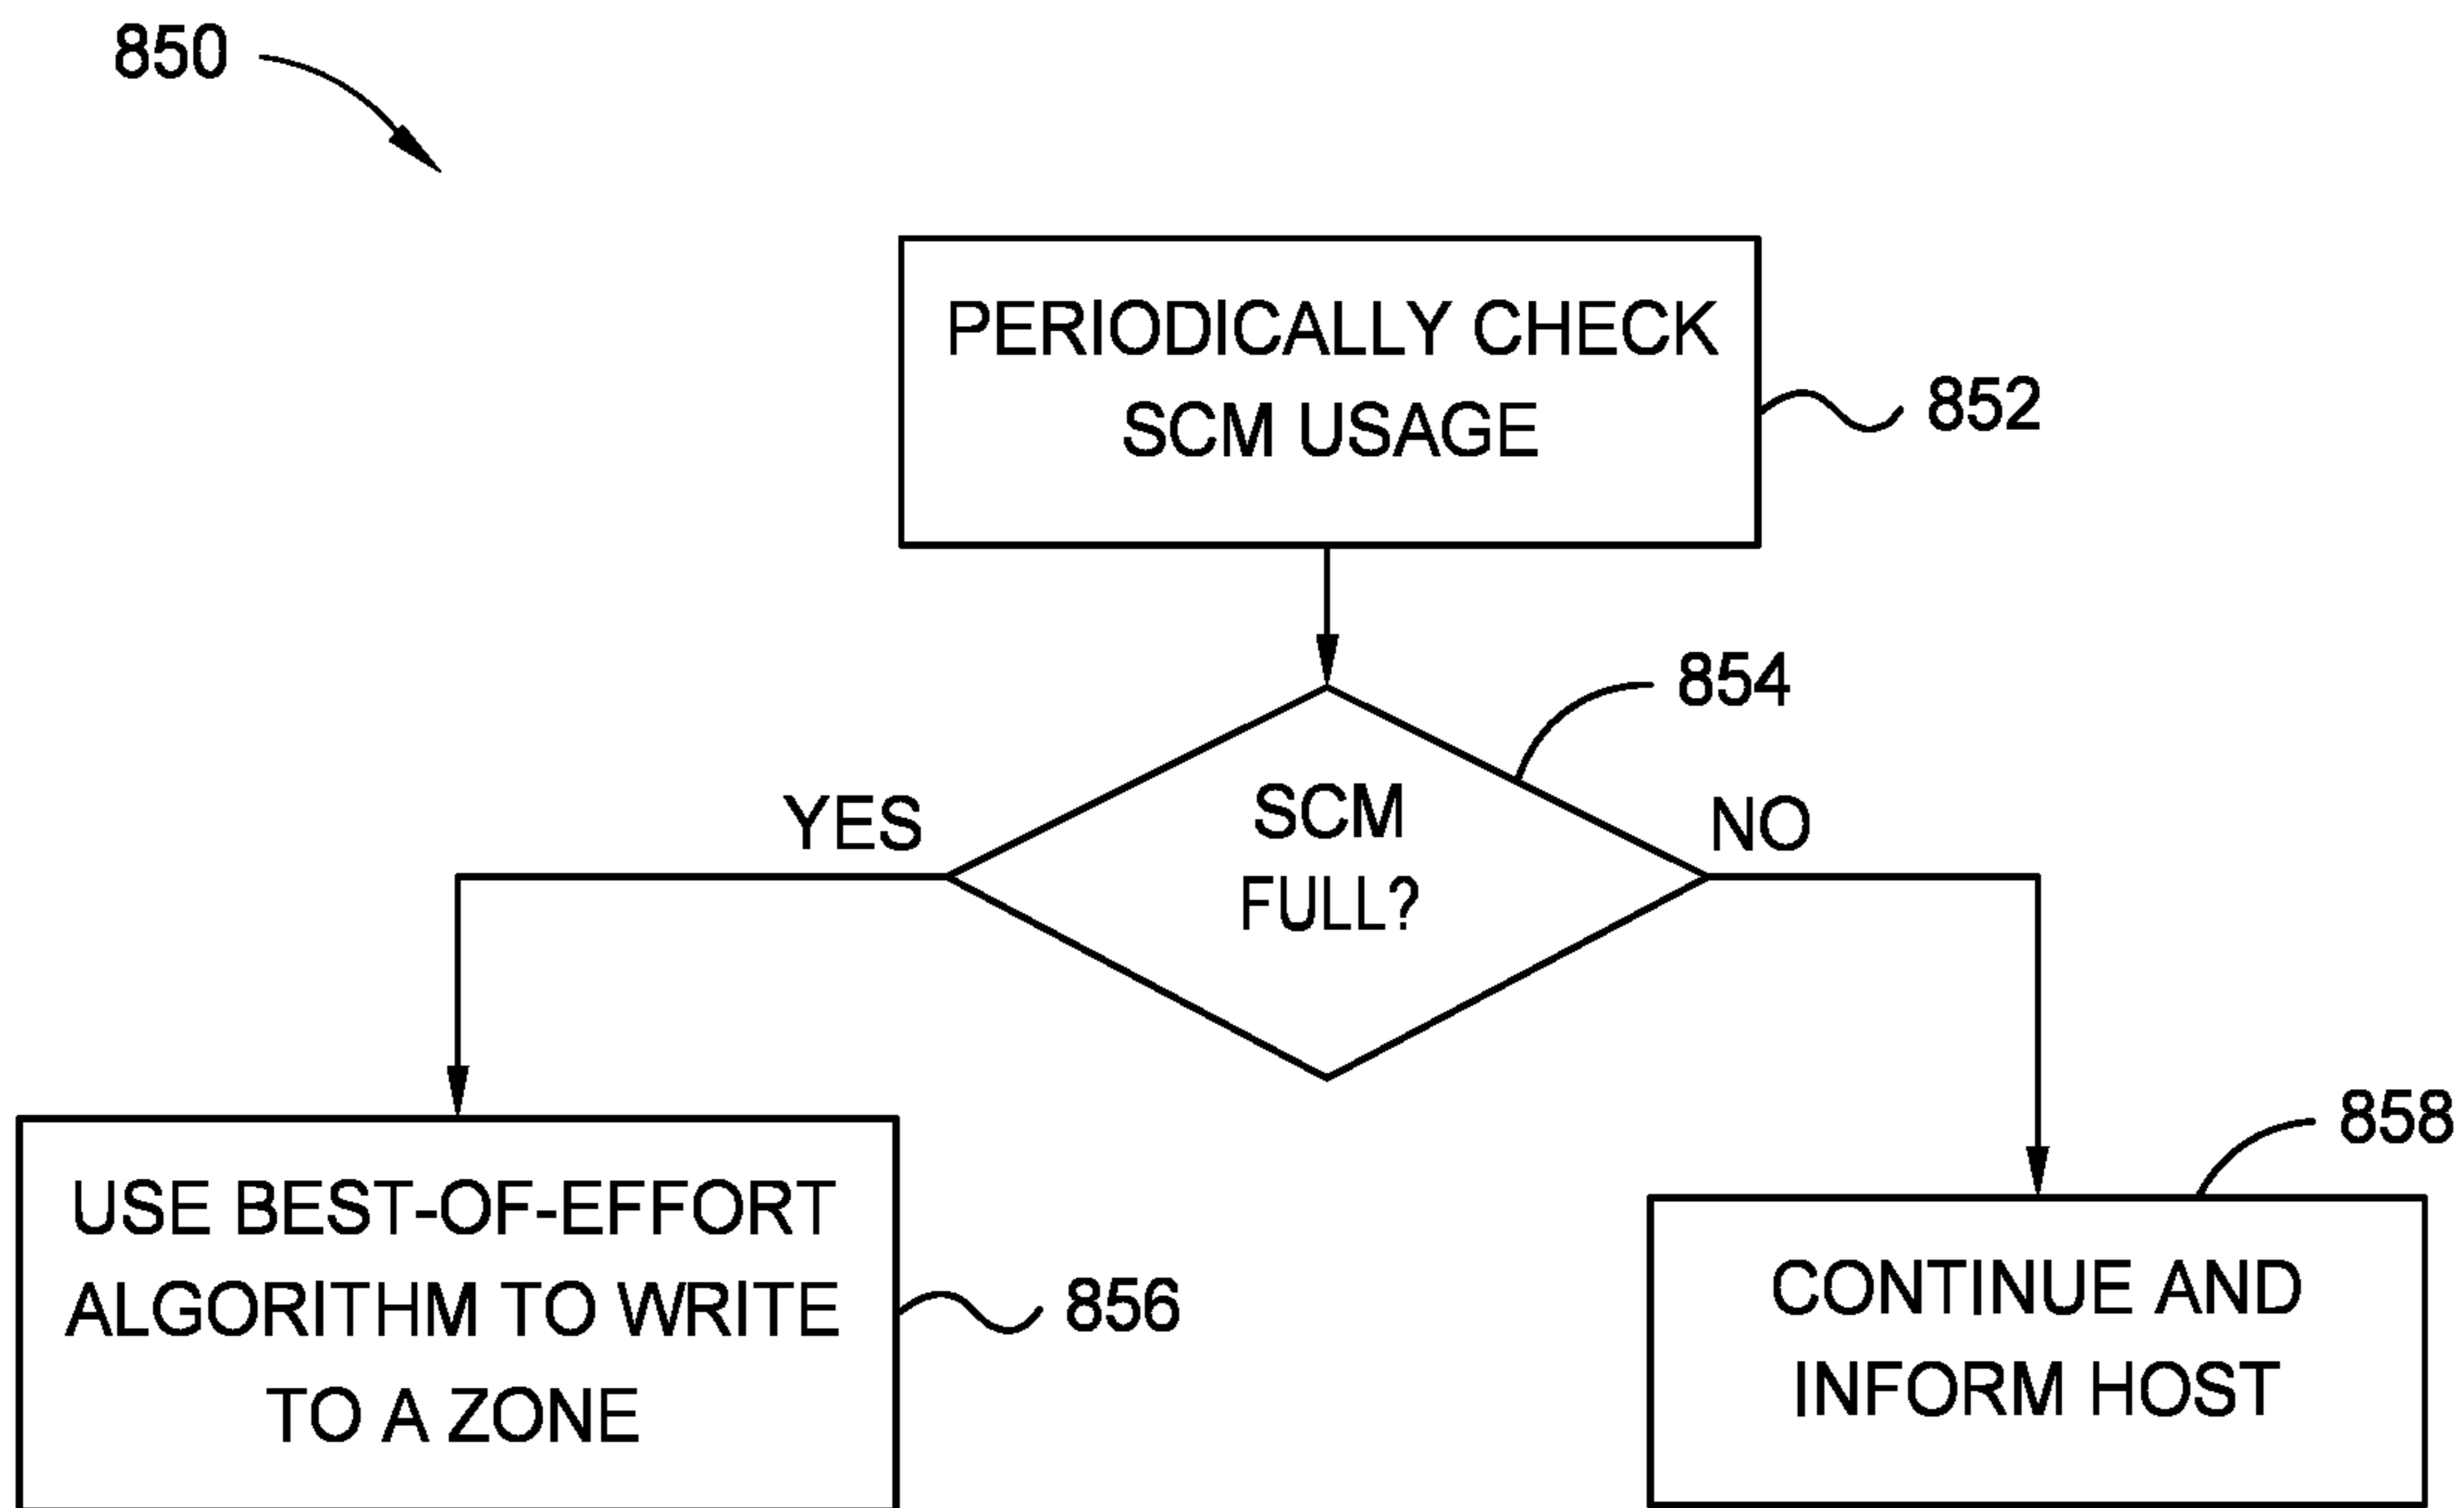 850
PERIODICALLY CHECK
SCM USAGE
852
854
SCM
FULL?
YES
NO
USE BEST-OF-EFFORT
ALGORITHM TO WRITE
TO A ZONE
856
858
CONTINUE AND
INFORM HOST